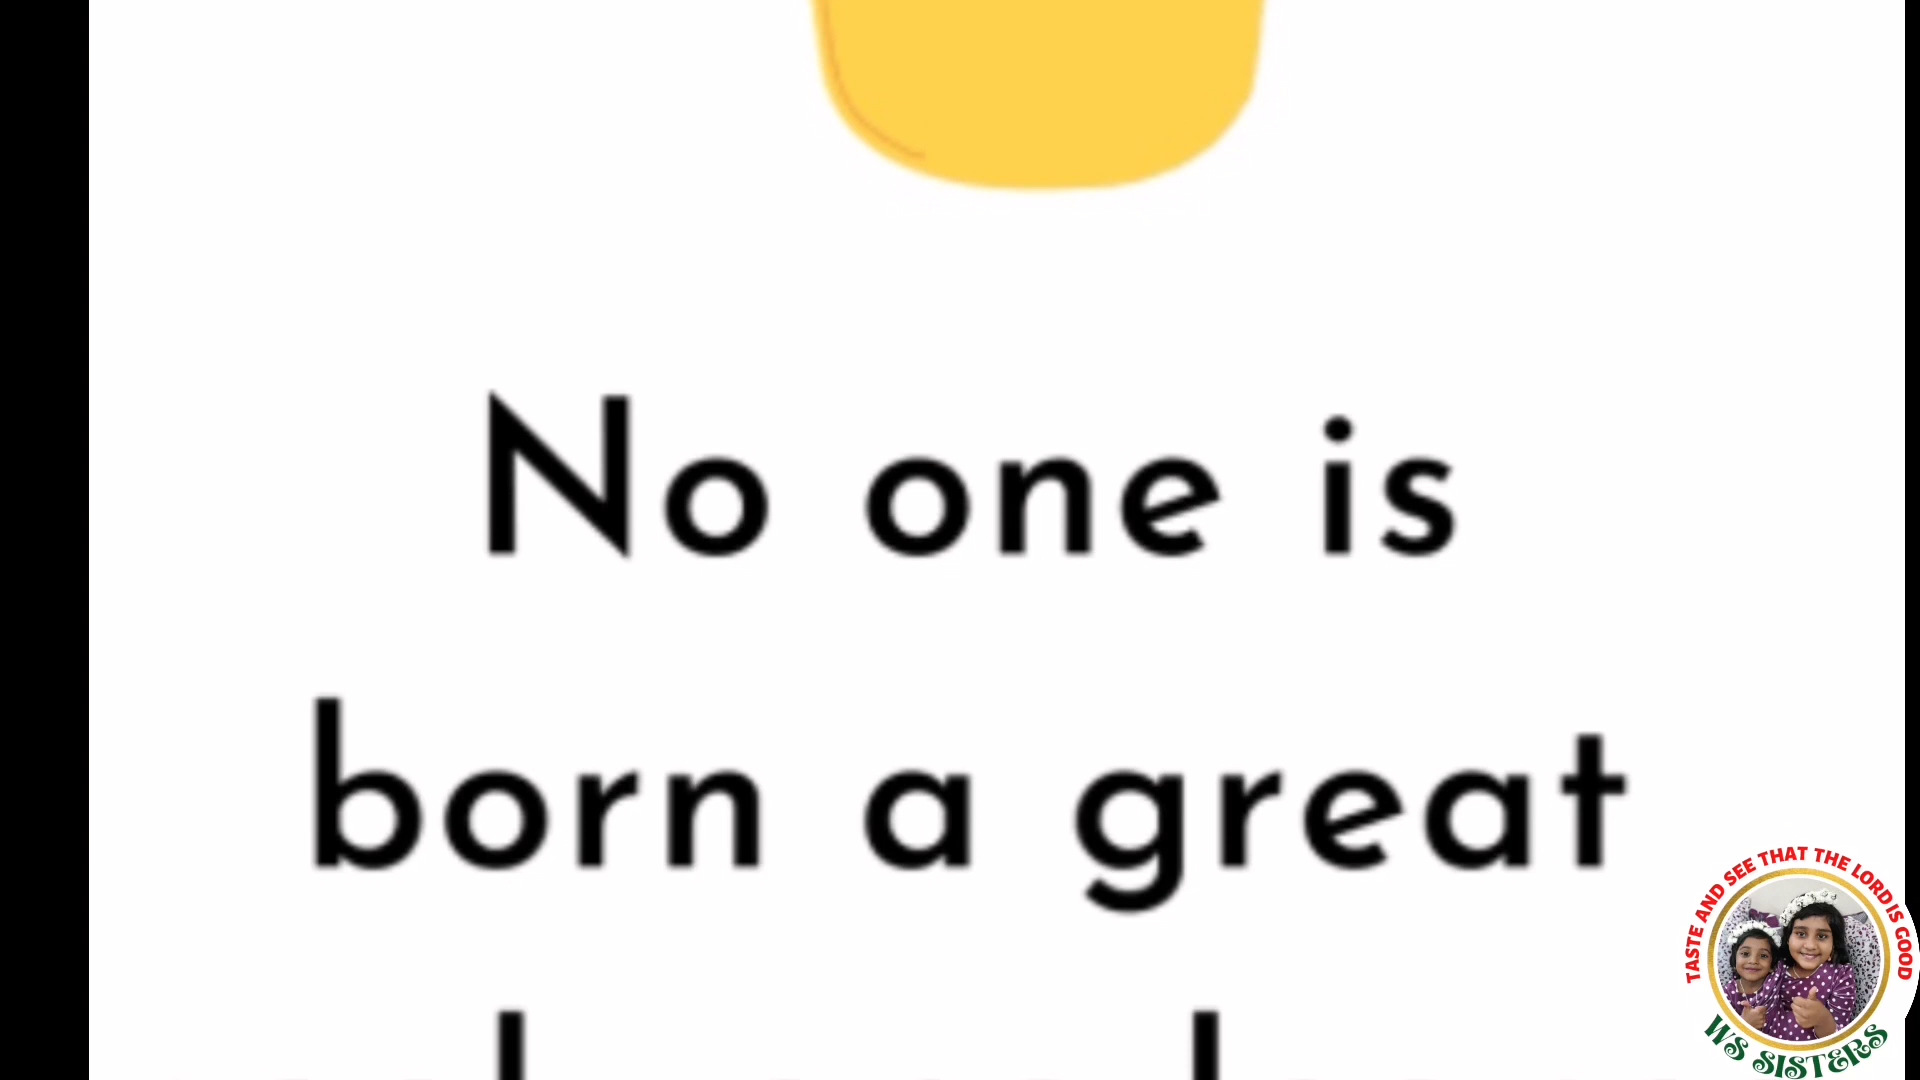 No one is
born a great
TASTE AND SEE THAT THE LORD IS GOOD
WS SISTERS